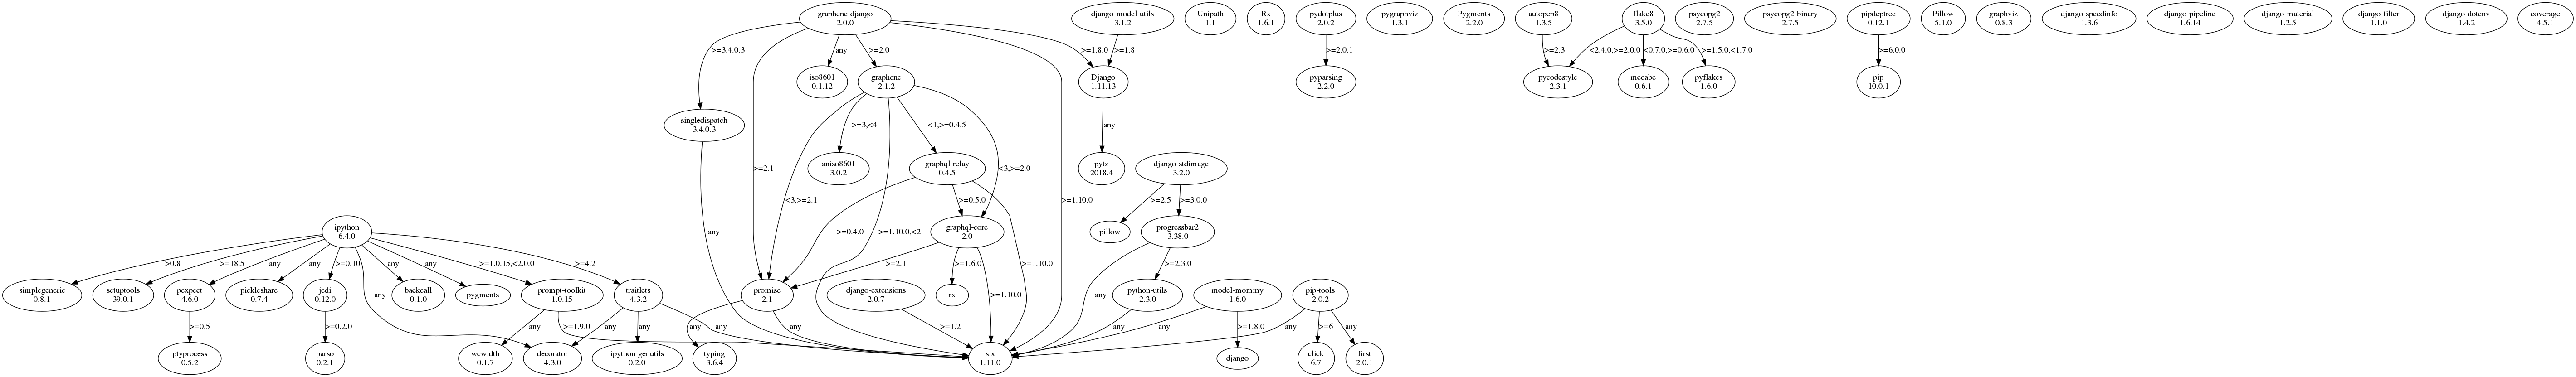 graphene-django
2.0.0
django-model-utils
3.1.2
Unipath
1.1
Rx
1.6.1
pydotplus
2.0.2
pygraphviz
1.3.1
Pygments
2.2.0
autopep8
1.3.5
flake8
3.5.0
psycopg2
2.7.5
psycopg2-binary
2.7.5
pipdeptree
0.12.1
Pillow
5.1.0
graphviz
0.8.3
django-speedinfo
1.3.6
django-pipeline
1.6.14
django-material
1.2.5
django-filter
1.1.0
django-dotenv
1.4.2
coverage
4.5.1
>=3.4.0.3
any
>=2.0
>=1.8.0
>=1.8
>=2.0.1
>=2.3
<2.4.0,>=2.0.0
<0.7.0,>=0.6.0
>=1.5.0,<1.7.0
>=6.0.0
iso8601
0.1.12
graphene
2.1.2
Django
1.11.13
pyparsing
2.2.0
pycodestyle
2.3.1
mccabe
0.6.1
pyflakes
1.6.0
pip
10.0.1
singledispatch
3.4.0.3
>=3,<4
<1,>=0.4.5
any
>=2.1
aniso8601
3.0.2
graphql-relay
0.4.5
<3,>=2.0
pytz
2018.4
django-stdimage
3.2.0
<3,>=2.1
>=0.5.0
>=1.10.0
>=2.5
>=3.0.0
ipython
6.4.0
any
>=0.4.0
>=1.10.0,<2
graphql-core
2.0
pillow
progressbar2
3.38.0
>0.8
>=18.5
any
any
>=0.10
any
any
>=1.0.15,<2.0.0
>=4.2
>=2.1
>=1.6.0
>=1.10.0
>=2.3.0
simplegeneric
0.8.1
setuptools
39.0.1
pexpect
4.6.0
pickleshare
0.7.4
jedi
0.12.0
any
backcall
0.1.0
pygments
prompt-toolkit
1.0.15
traitlets
4.3.2
promise
2.1
django-extensions
2.0.7
rx
>=1.10.0
any
python-utils
2.3.0
model-mommy
1.6.0
pip-tools
2.0.2
>=0.5
>=0.2.0
any
>=1.9.0
any
any
any
any
any
>=1.2
any
any
>=1.8.0
any
>=6
any
ptyprocess
0.5.2
parso
0.2.1
wcwidth
0.1.7
decorator
4.3.0
ipython-genutils
0.2.0
typing
3.6.4
six
1.11.0
django
click
6.7
first
2.0.1